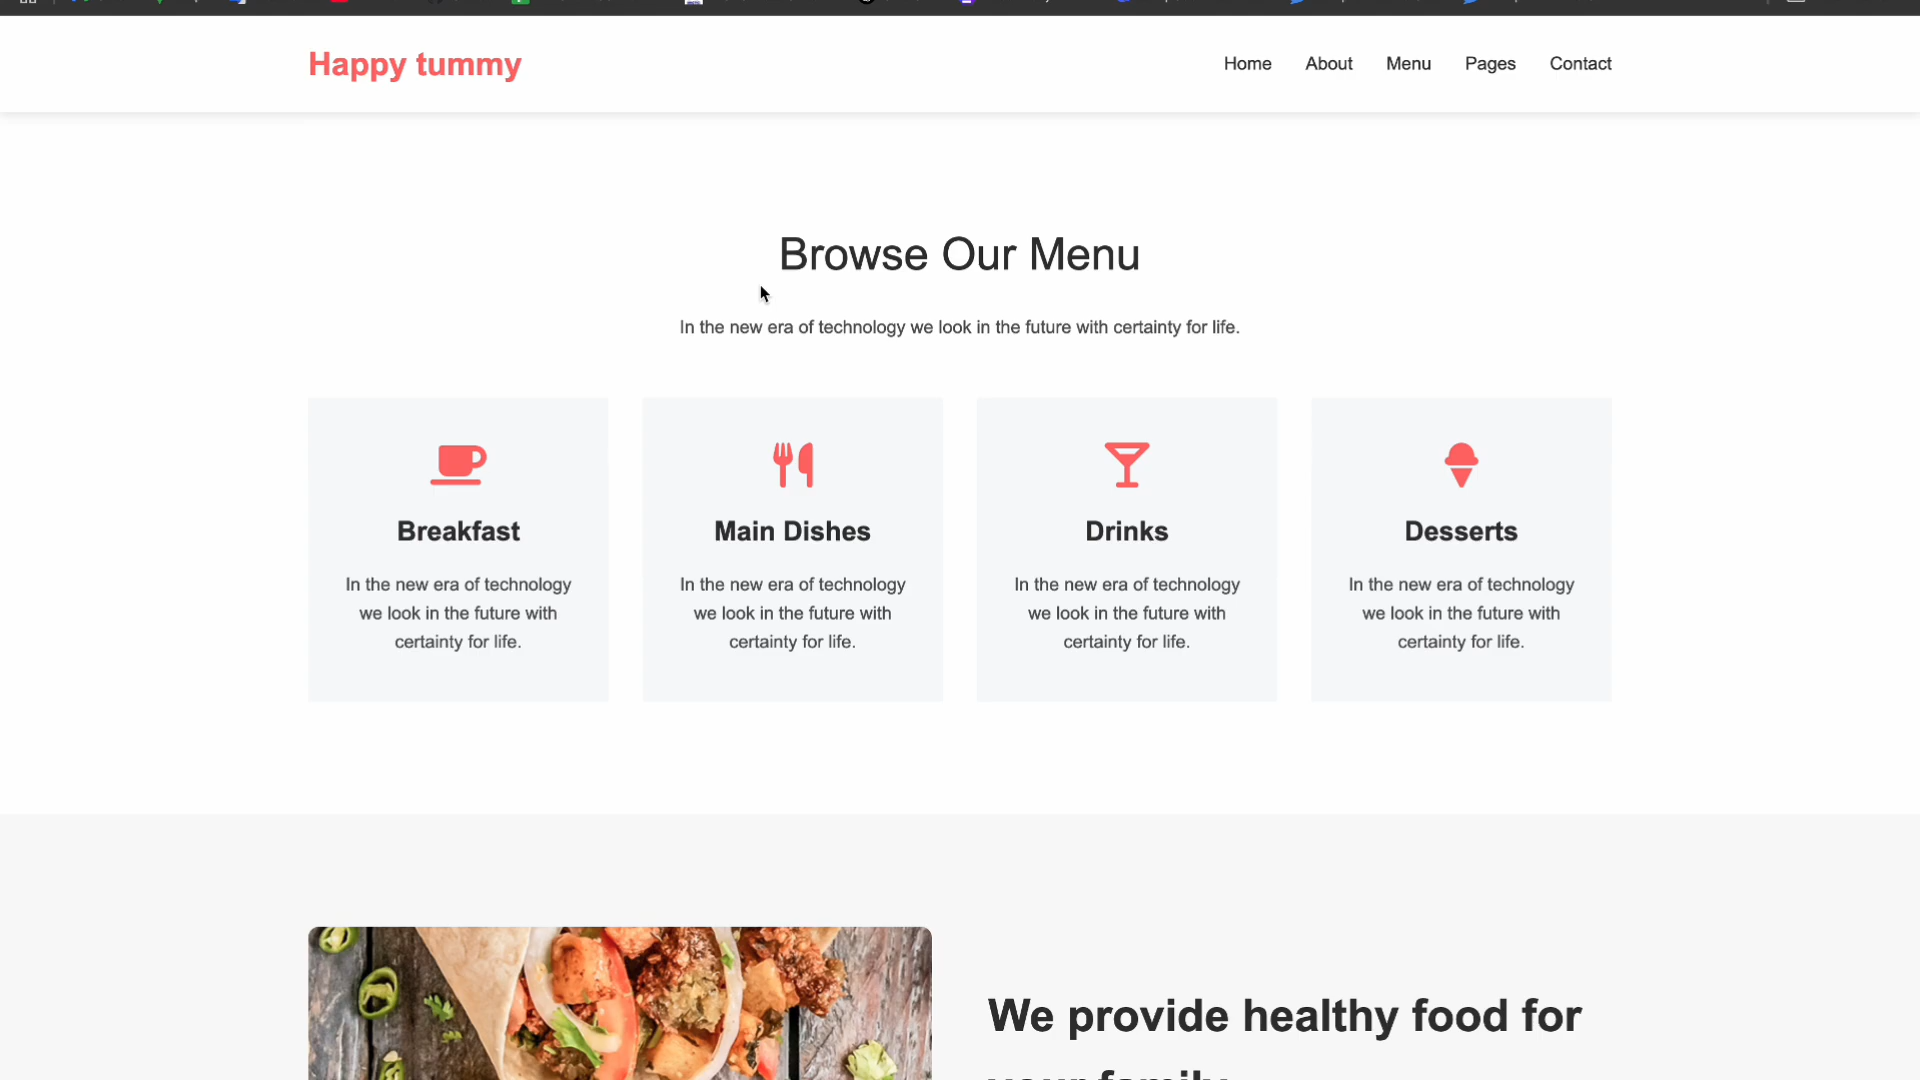 Happy tummy
Home About Menu Pages Contact
Browse Our Menu
In the new era of technology we look in the future with certainty for life.
Breakfast
In the new era of technology
we look in the future with
certainty for life.
Main Dishes
In the new era of technology
we look in the future with
certainty for life.
Drinks
In the new era of technology
we look in the future with
certainty for life.
Desserts
In the new era of technology
we look in the future with
certainty for life.
We provide healthy food for
your family